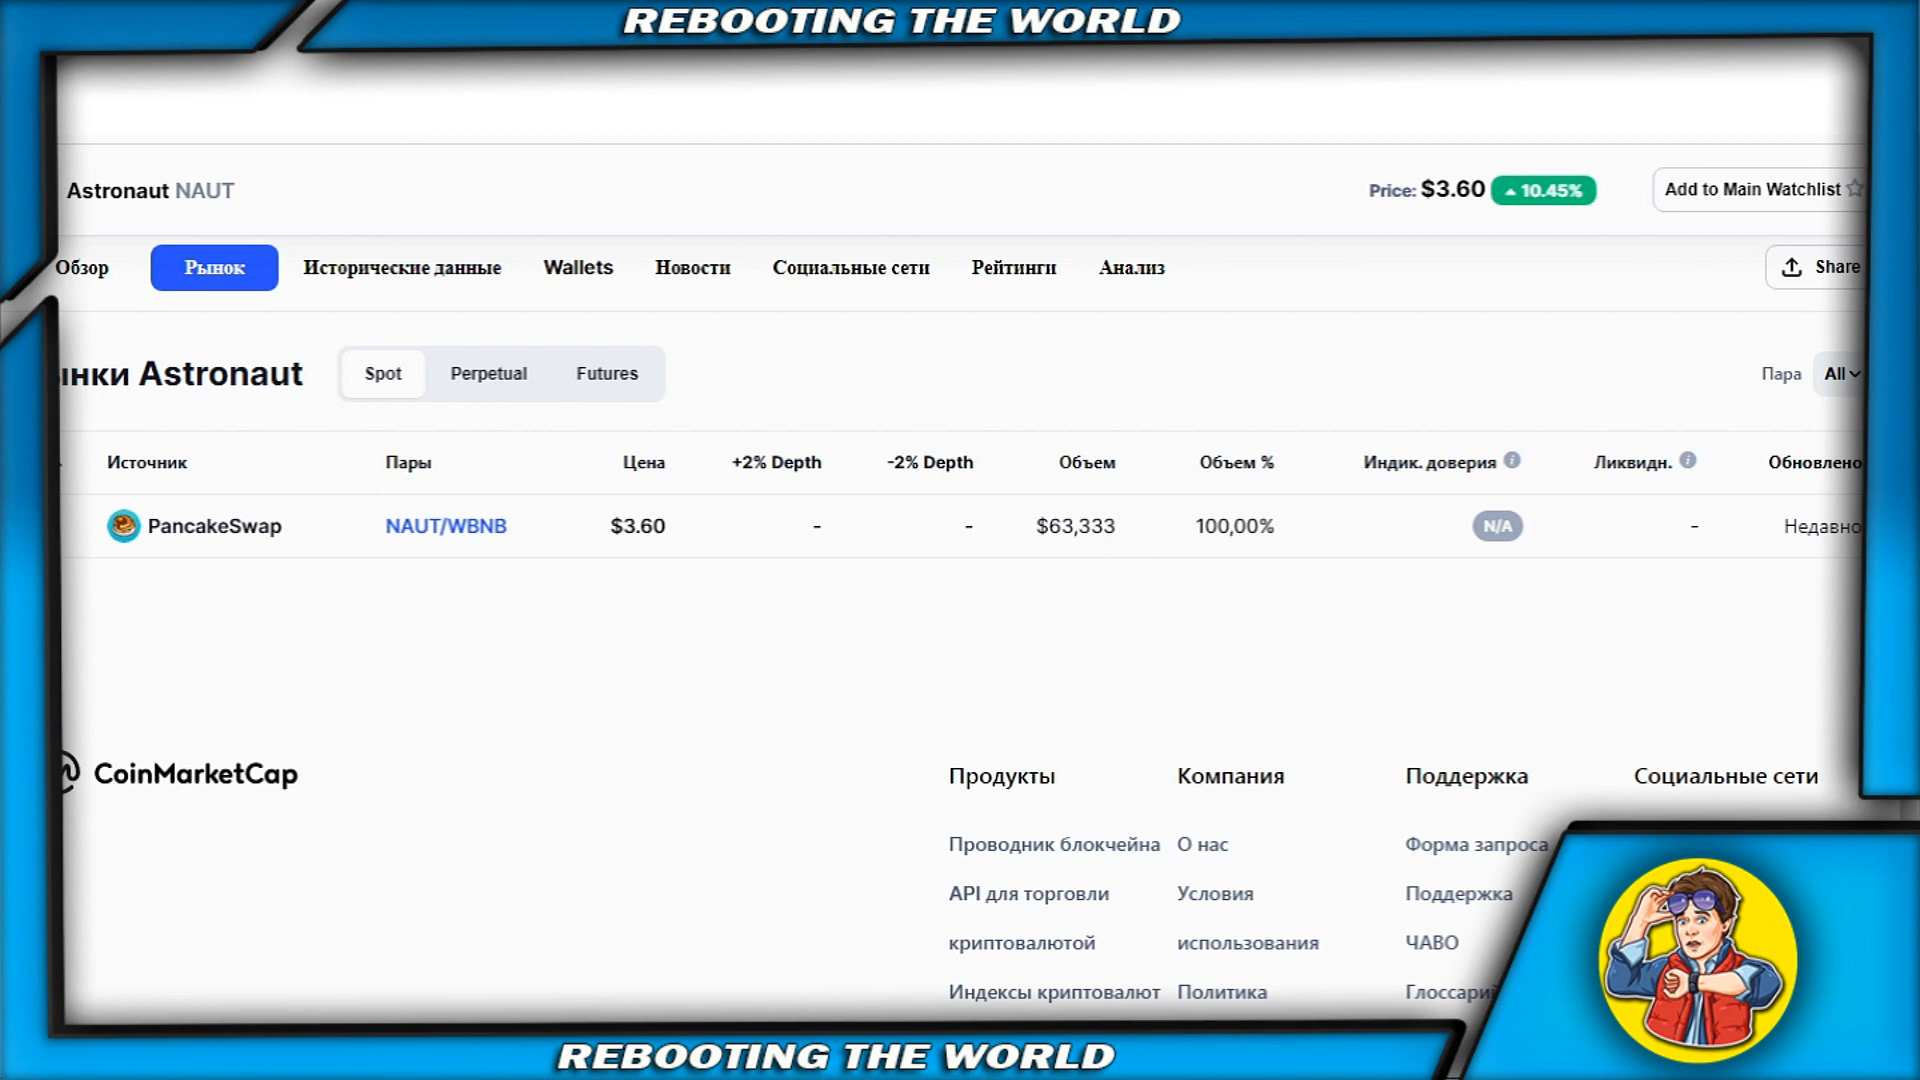 REBOOTING THE WORLD
Astronaut NAUT
Price: $3.60 10.45%
Add to Main Watchlist
Обзор Рынок Исторические данные Wallets Новости Социальные сети Рейтинги Анализ
Share
ынки Astronaut Spot Perpetual Futures
Пара All
Источник Пары Цена +2% Depth -2% Depth Объем Объем % Индик. доверия Ликвидн. Обновлено
PancakeSwap NAUT/WBNB $3.60 - - $63,333 100,00% N/A - Недавно
CoinMarketCap
Продукты Компания Поддержка Социальные сети
Проводник блокчейна О нас Форма запроса
API для торговли Условия Поддержка
криптовалютой использования ЧАВО
Индексы криптовалют Политика Глоссарий
REBOOTING THE WORLD